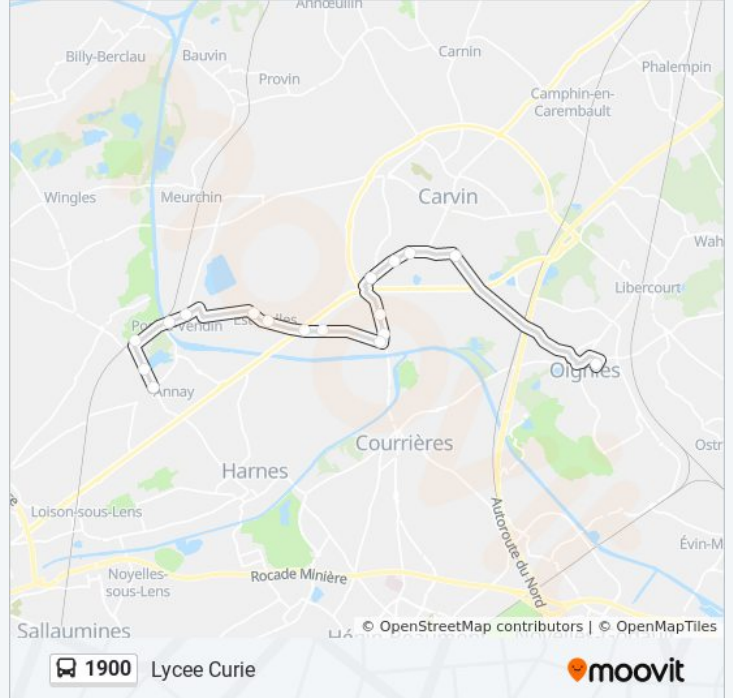 Annœullin
Billy-Berclau
Bauvin
Carnin
Provin
Phalempin
Camphin-en-
Carembault
Wingles
Meurchin
Carvin
Wah
Libercourt
Annay
Oignies
Courrières
Ostr
Harnes
Loison-sous-Lens
Autoroute du Nord
Évin-M
Noyelles-
sous-Lens
Rocade Minière
Sallaumines
© OpenStreetMap contributors | © OpenMapTiles
1900 Lycee Curie
moovit